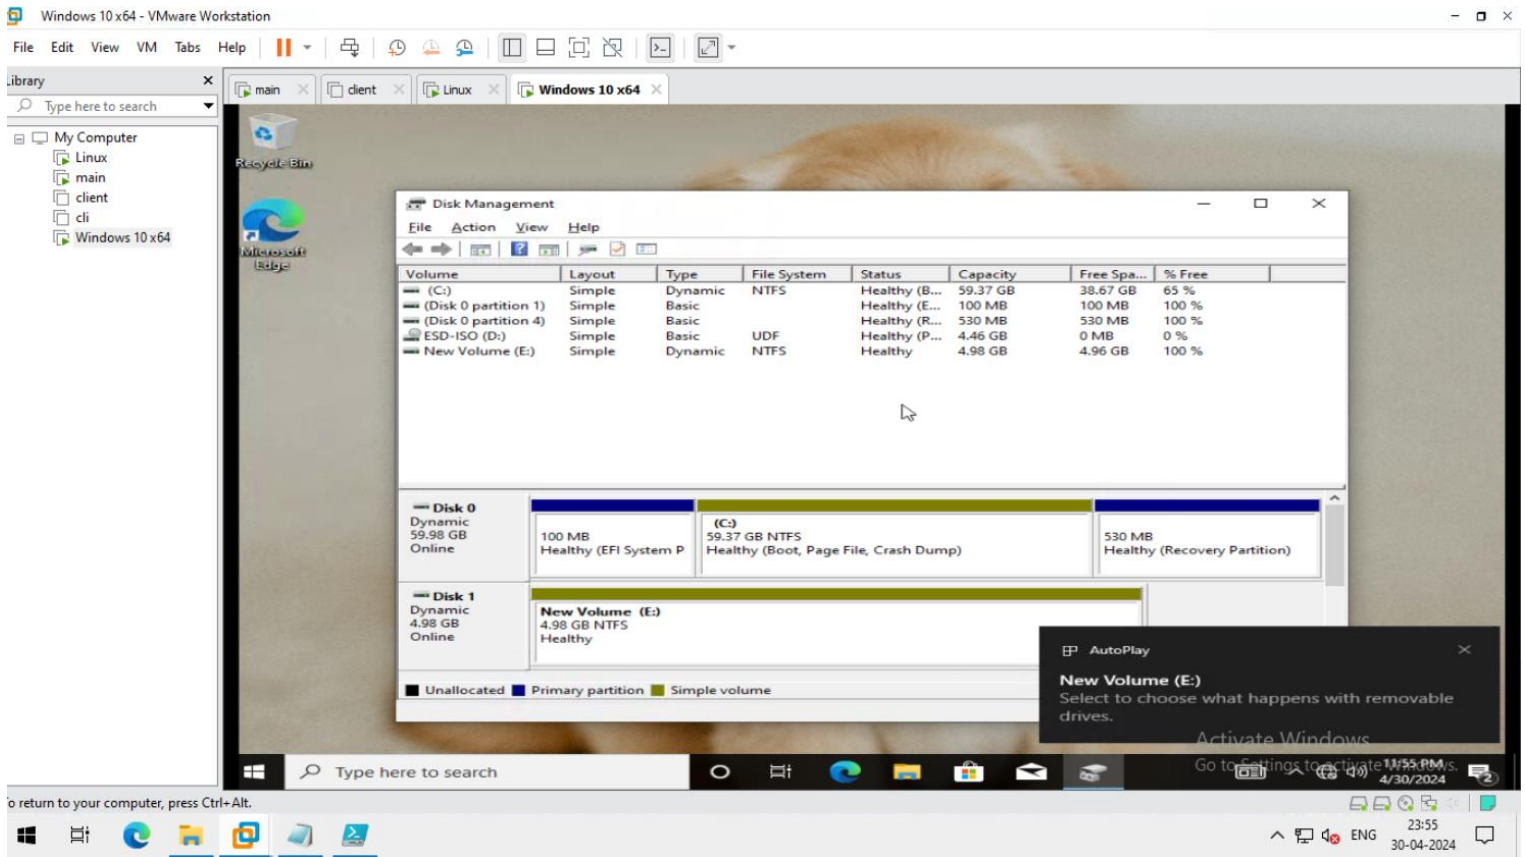 Windows 10 x64 - VMware Workstation
File Edit View VM Tabs Help
Library
Type here to search
My Computer
Linux
main
client
cli
Windows 10 x64
main client Linux Windows 10 x64
Recycle Bin
Microsoft
Edge
Disk Management
File Action View Help
Volume Layout Type File System Status Capacity Free Spa... % Free
(C:) Simple Dynamic NTFS Healthy (B... 59.37 GB 38.67 GB 65 %
(Disk 0 partition 1) Simple Basic Healthy (E... 100 MB 100 MB 100 %
(Disk 0 partition 4) Simple Basic Healthy (R... 530 MB 530 MB 100 %
ESD-ISO (D:) Simple Basic UDF Healthy (P... 4.46 GB 0 MB 0 %
New Volume (E:) Simple Dynamic NTFS Healthy 4.98 GB 4.96 GB 100 %
Disk 0
Dynamic
59.98 GB
Online
100 MB
Healthy (EFI System P
(C:)
59.37 GB NTFS
Healthy (Boot, Page File, Crash Dump)
530 MB
Healthy (Recovery Partition)
Disk 1
Dynamic
4.98 GB
Online
New Volume (E:)
4.98 GB NTFS
Healthy
Unallocated Primary partition Simple volume
AutoPlay
New Volume (E:)
Select to choose what happens with removable
drives.
Activate Windows
Go to Settings to activate Windows.
Type here to search
11:55 PM
4/30/2024
2
To return to your computer, press Ctrl+Alt.
ENG
23:55
30-04-2024